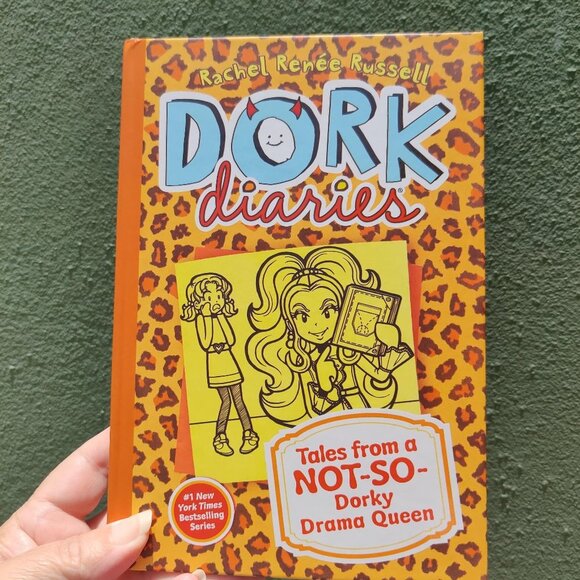 Rachel Renée Russell
DORK
diaries®
Tales from a
NOT-SO-
Dorky
Drama Queen
#1 New
York Times
Bestselling
Series